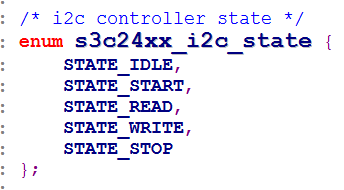 /* i2c controller state */
: enum s3c24xx_i2c_state {
:     STATE_IDLE,
:     STATE_START,
:     STATE_READ,
:     STATE_WRITE,
:     STATE_STOP
: };